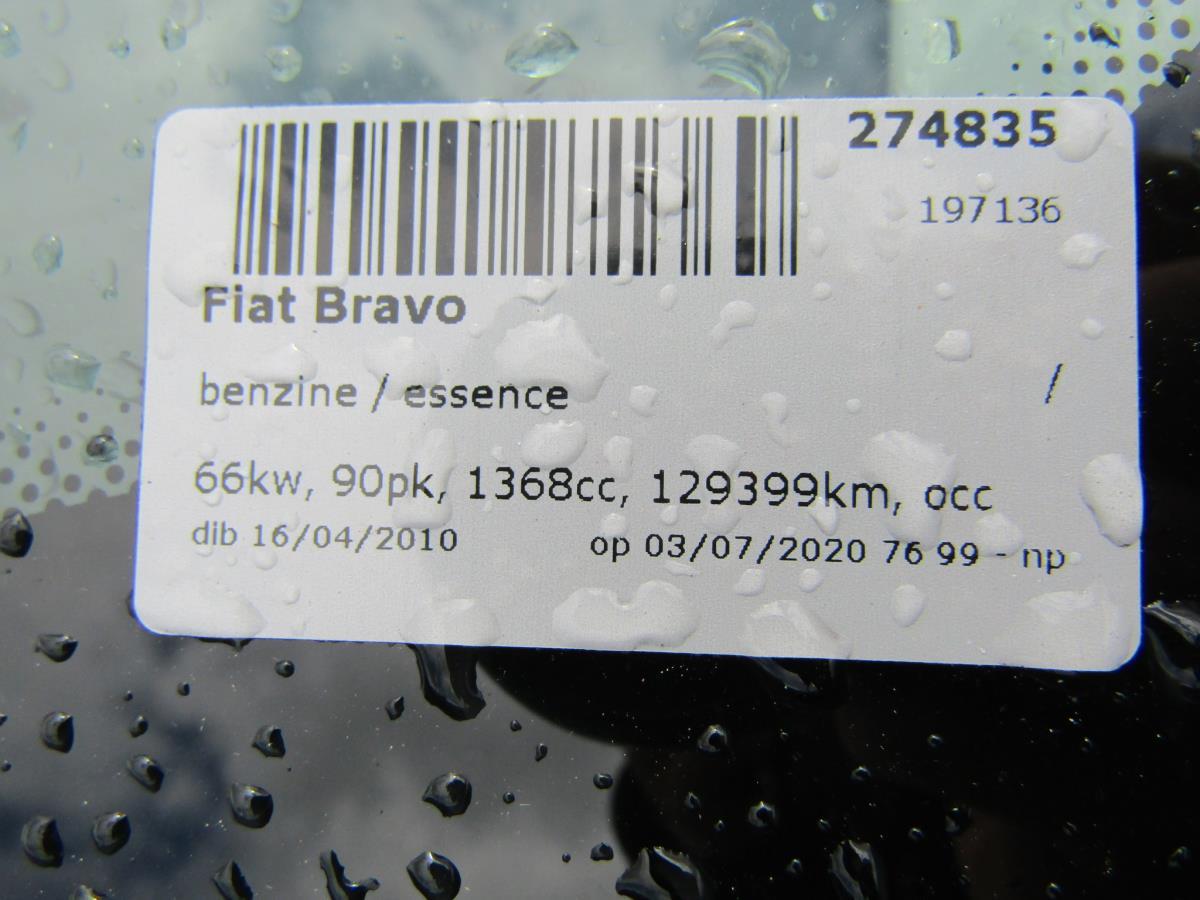 274835
197136
Fiat Bravo
benzine / essence /
66kw, 90pk, 1368cc, 129399km, occ
dib 16/04/2010 op 03/07/2020 76 99 - np